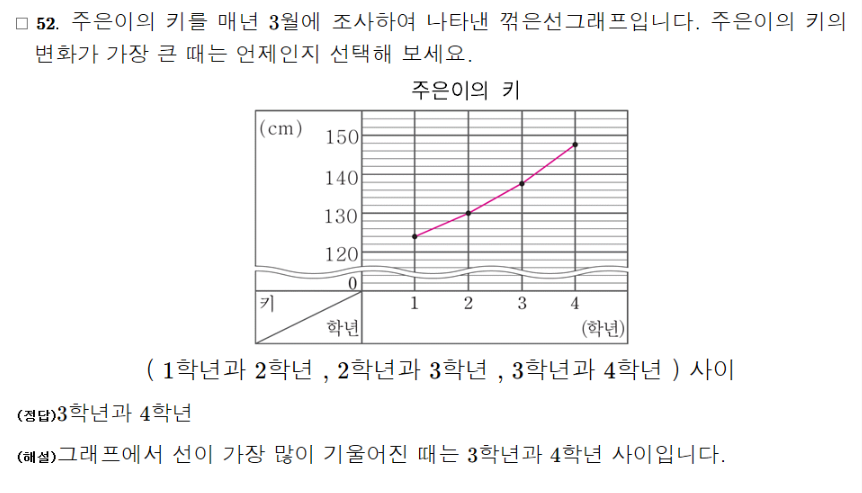 □ 52. 주은이의 키를 매년 3월에 조사하여 나타낸 꺾은선그래프입니다. 주은이의 키의
변화가 가장 큰 때는 언제인지 선택해 보세요.
주은이의 키
(cm)
150
140
130
120
0
키
학년
1 2 3 4
(학년)
( 1학년과 2학년 , 2학년과 3학년 , 3학년과 4학년 ) 사이
(정답)3학년과 4학년
(해설)그래프에서 선이 가장 많이 기울어진 때는 3학년과 4학년 사이입니다.